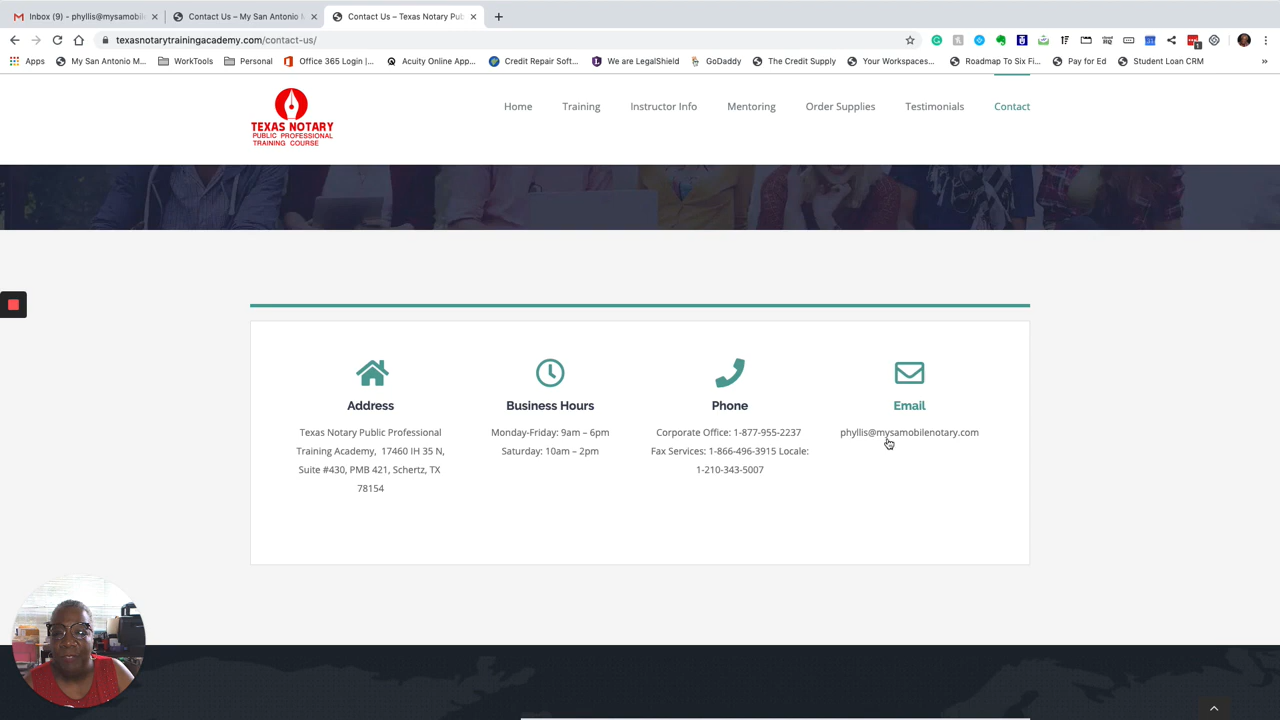 Inbox (9) - phyllis@mysamobil
Contact Us – My San Antonio M
Contact Us – Texas Notary Pub
texasnotarytrainingacademy.com/contact-us/
Apps
My San Antonio M...
WorkTools
Personal
Office 365 Login |...
Acuity Online App...
Credit Repair Soft...
We are LegalShield
GoDaddy
The Credit Supply
Your Workspaces...
Roadmap To Six Fi...
Pay for Ed
Student Loan CRM
»
TEXAS NOTARY
PUBLIC PROFESSIONAL
TRAINING COURSE
Home
Training
Instructor Info
Mentoring
Order Supplies
Testimonials
Contact
Address
Texas Notary Public Professional
Training Academy, 17460 IH 35 N,
Suite #430, PMB 421, Schertz, TX
78154
Business Hours
Monday-Friday: 9am – 6pm
Saturday: 10am – 2pm
Phone
Corporate Office: 1-877-955-2237
Fax Services: 1-866-496-3915 Locale:
1-210-343-5007
Email
phyllis@mysamobilenotary.com